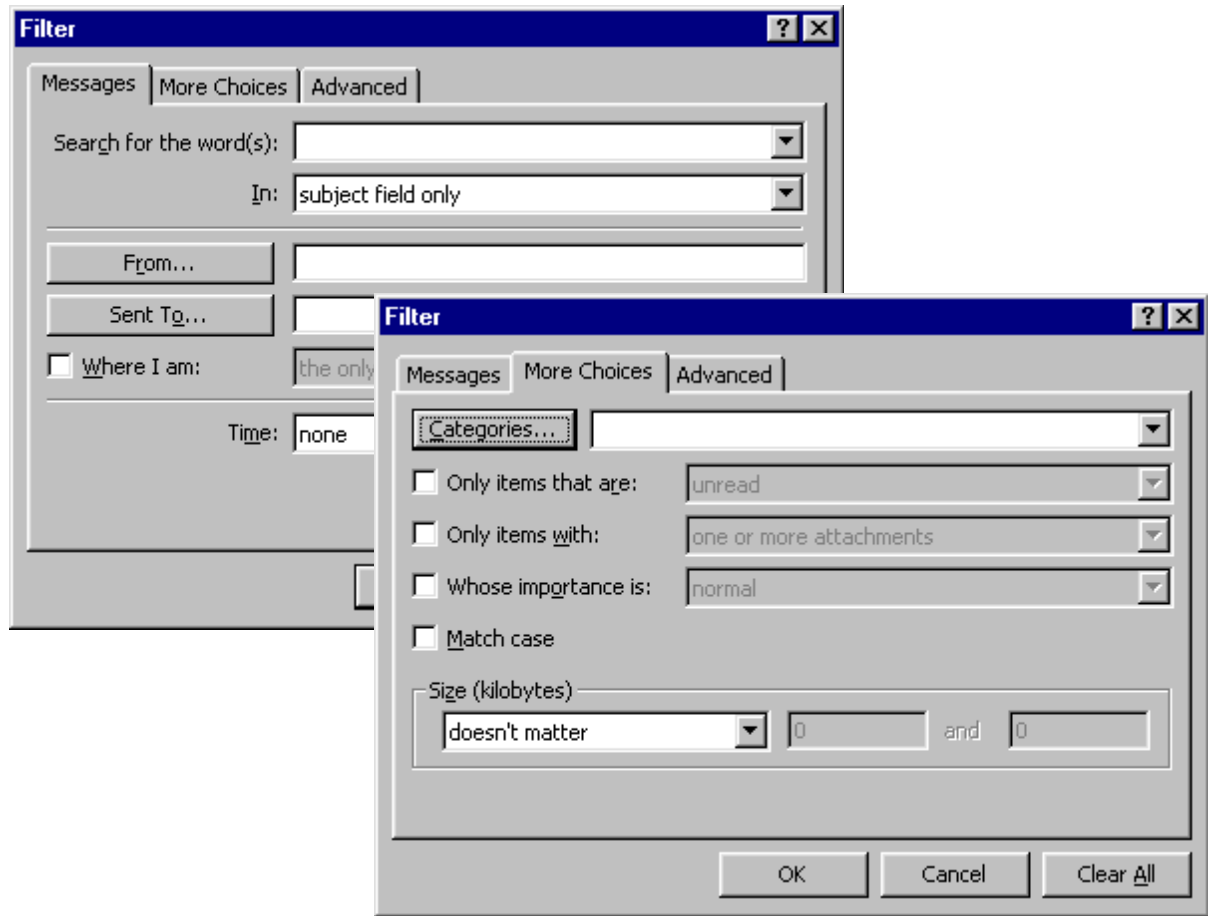 Filter
Messages More Choices Advanced
Search for the word(s):
In: subject field only
From...
Sent To...
Where I am: the only
Time: none
Filter
Messages More Choices Advanced
Categories...
Only items that are: unread
Only items with: one or more attachments
Whose importance is: normal
Match case
Size (kilobytes)
doesn't matter 0 and 0
OK Cancel Clear All